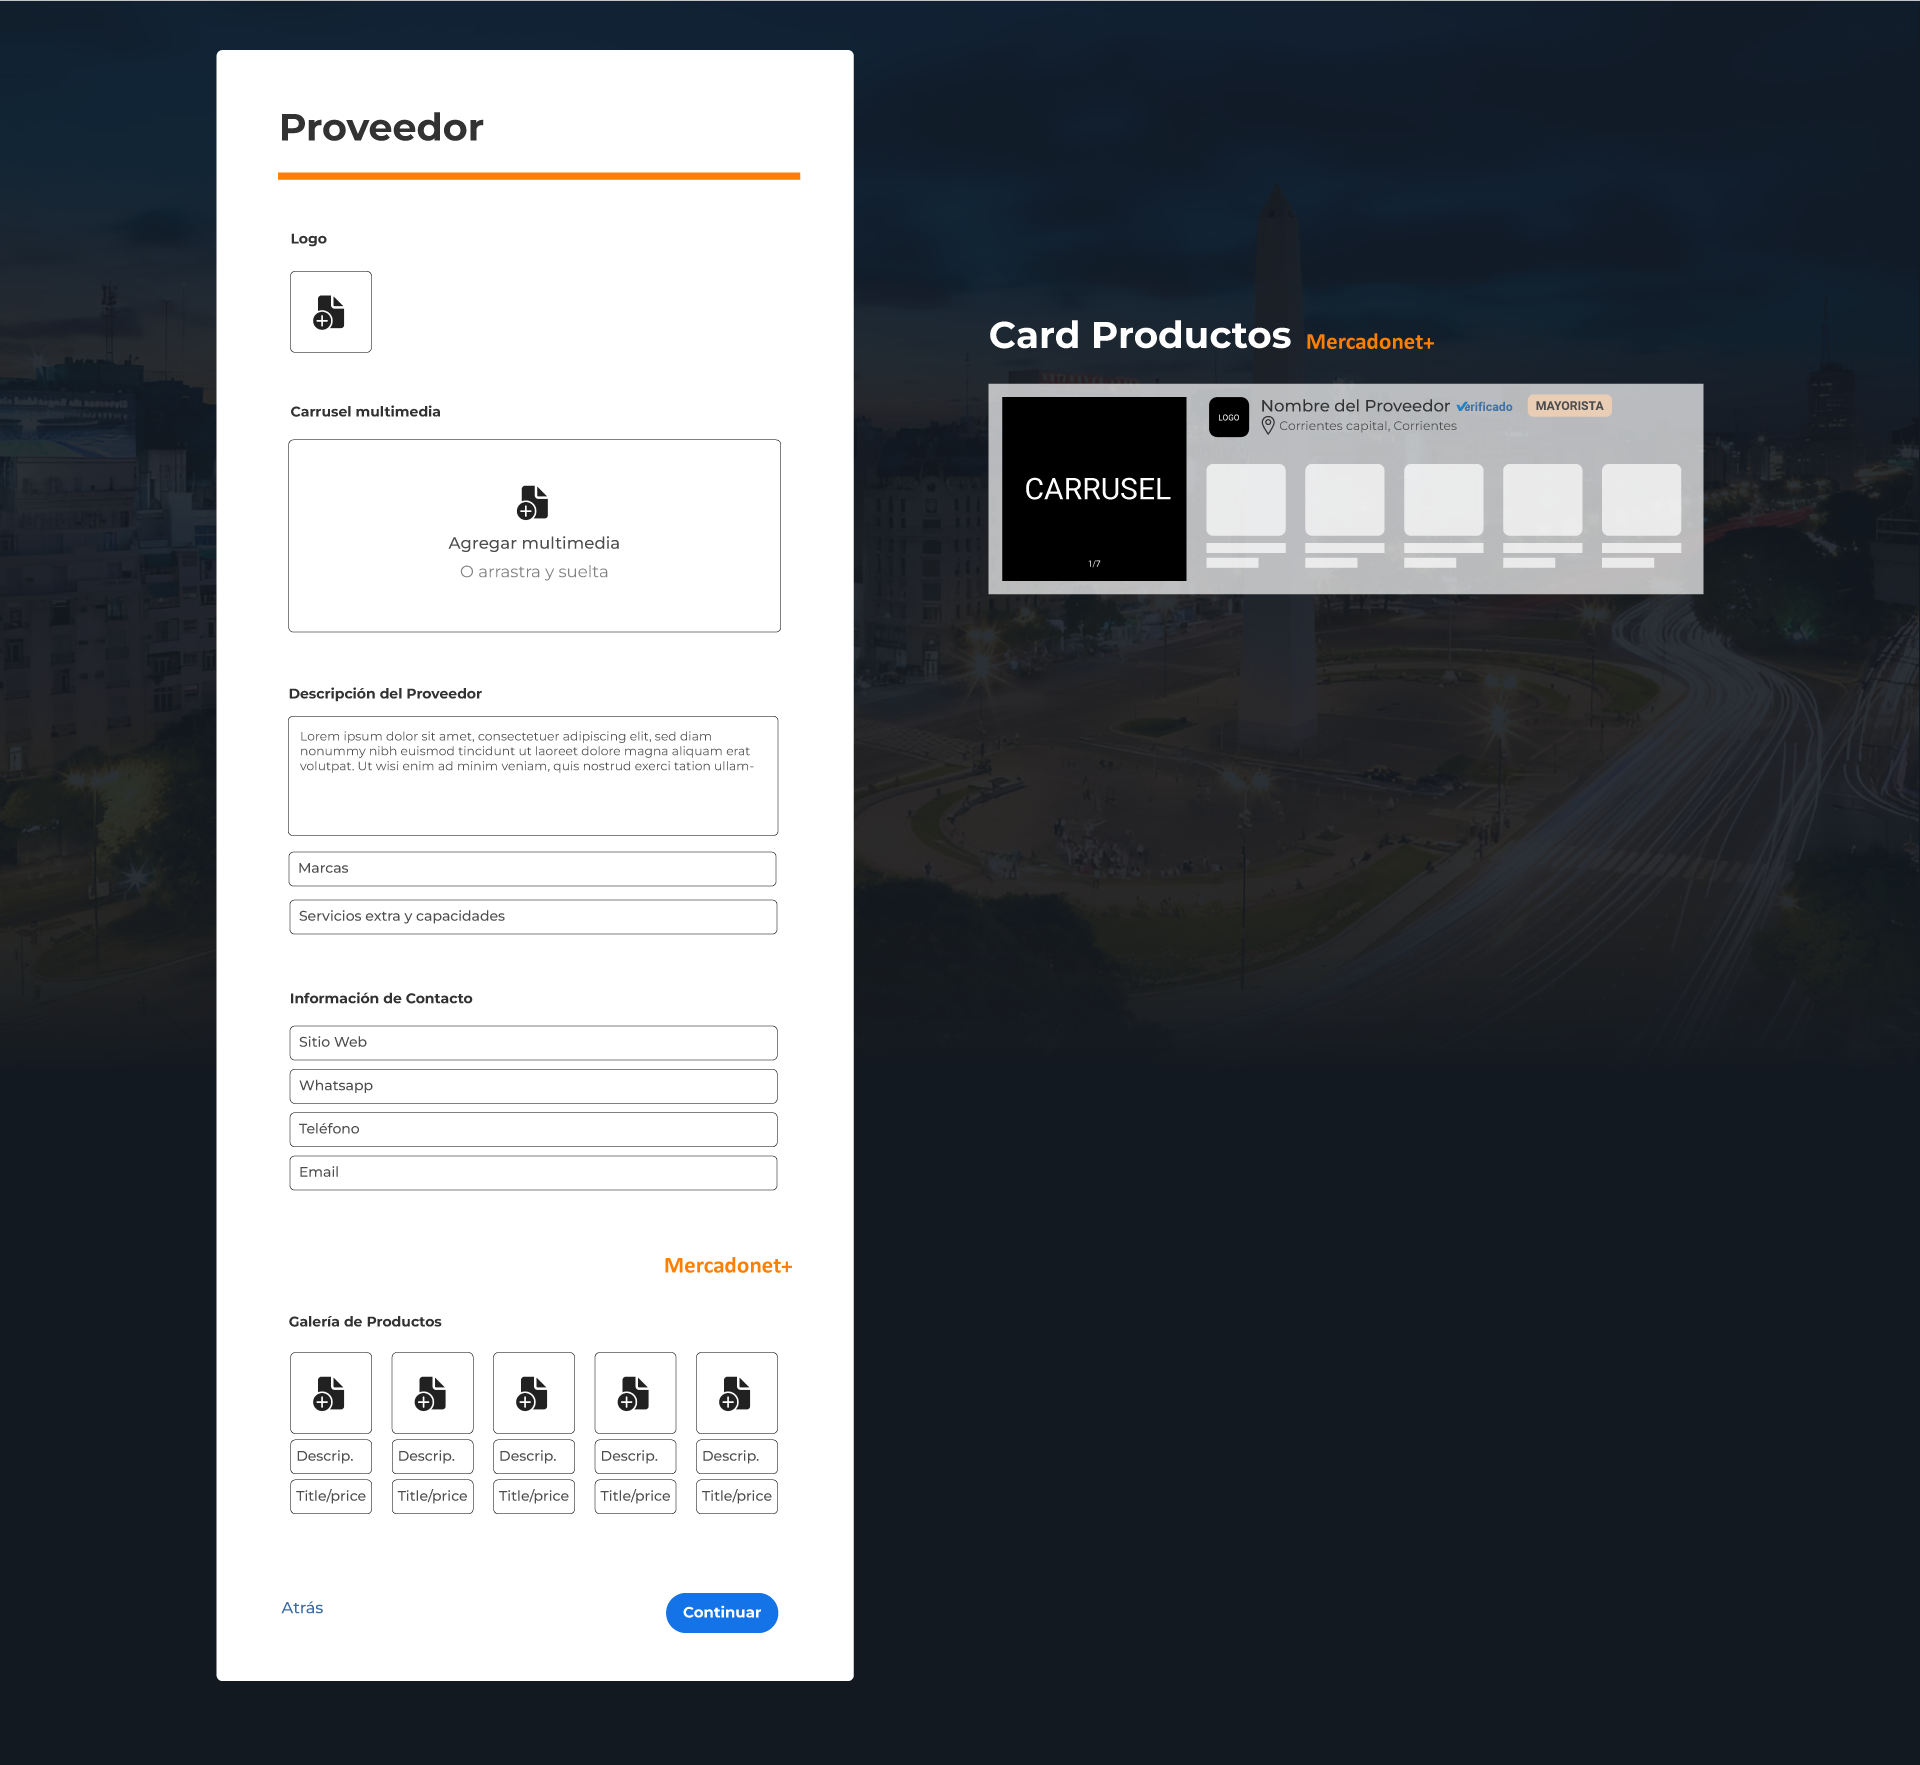 Proveedor
Logo
Carrusel multimedia
Agregar multimedia
O arrastra y suelta
Descripción del Proveedor
Lorem ipsum dolor sit amet, consectetuer adipiscing elit, sed diam
nonummy nibh euismod tincidunt ut laoreet dolore magna aliquam erat
volutpat. Ut wisi enim ad minim veniam, quis nostrud exerci tation ullam-
Marcas
Servicios extra y capacidades
Información de Contacto
Sitio Web
Whatsapp
Teléfono
Email
Mercadonet+
Galería de Productos
Descrip. Descrip. Descrip. Descrip. Descrip.
Title/price Title/price Title/price Title/price Title/price
Atrás
Continuar
Card Productos Mercadonet+
CARRUSEL
1/7
LOGO
Nombre del Proveedor Verificado MAYORISTA
Corrientes capital, Corrientes